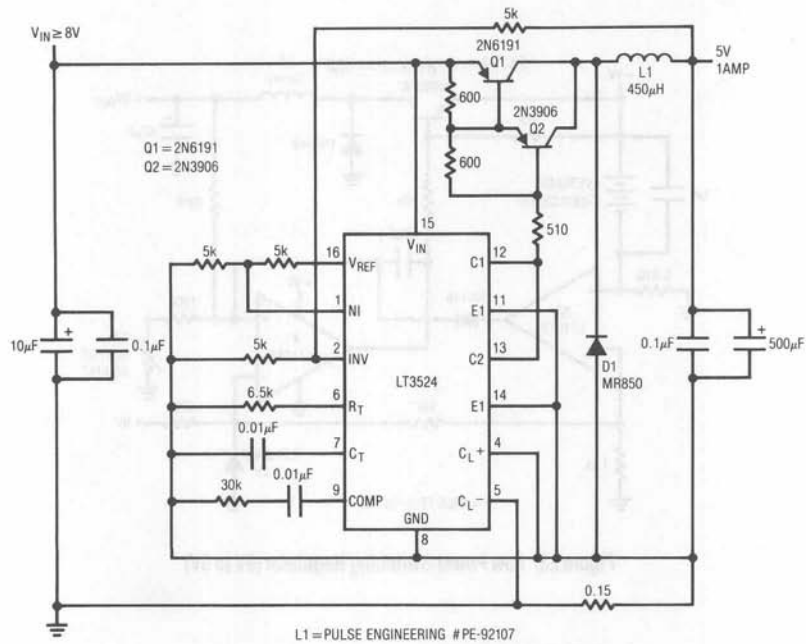 5k
V_IN ≥ 8V
2N6191
Q1
L1
450µH
5V
1AMP
600
2N3906
Q2
Q1 = 2N6191
Q2 = 2N3906
600
15
V_IN
510
5k
5k
16
V_REF
C1
12
1
NI
E1
11
10µF
+
0.1µF
5k
2
INV
C2
13
LT3524
D1
MR850
0.1µF
+
500µF
6.5k
6
R_T
E1
14
0.01µF
7
C_T
C_L+
4
30k
0.01µF
9
COMP
C_L−
5
GND
8
0.15
L1 = PULSE ENGINEERING #PE-92107